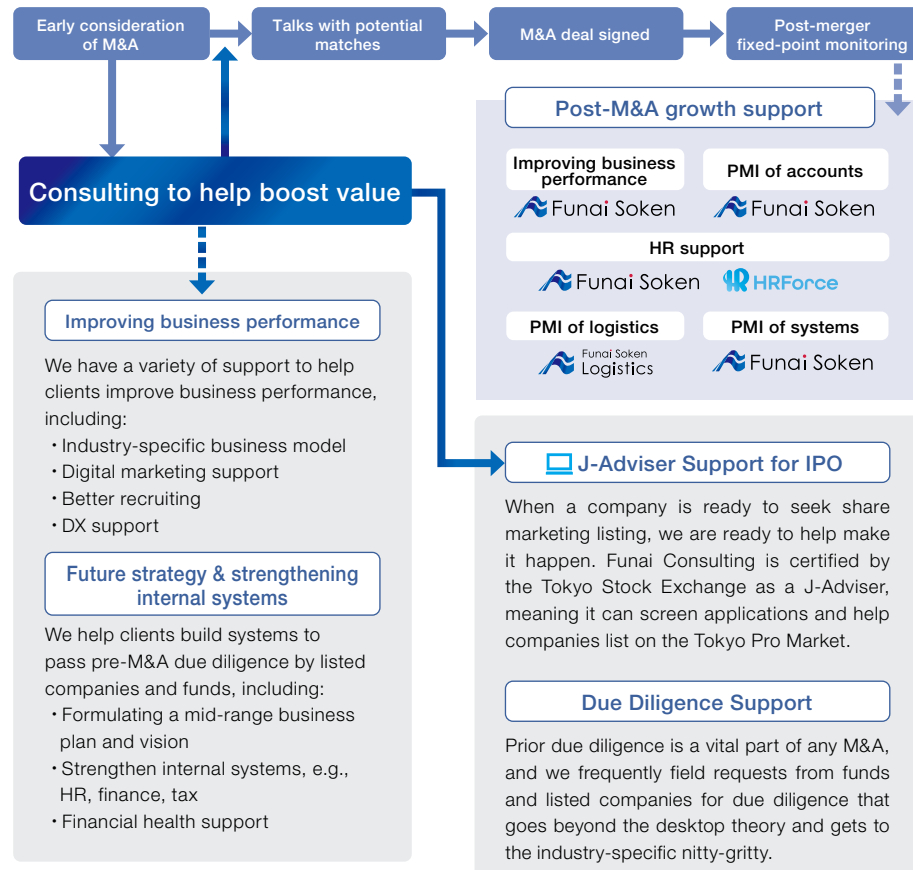 Early consideration
of M&A
Talks with potential
matches
M&A deal signed
Post-merger
fixed-point monitoring
Consulting to help boost value
Improving business performance
We have a variety of support to help
clients improve business performance,
including:
・Industry-specific business model
・Digital marketing support
・Better recruiting
・DX support
Future strategy & strengthening
internal systems
We help clients build systems to
pass pre-M&A due diligence by listed
companies and funds, including:
・Formulating a mid-range business
plan and vision
・Strengthen internal systems, e.g.,
HR, finance, tax
・Financial health support
Post-M&A growth support
Improving business
performance
Funai Soken
PMI of accounts
Funai Soken
HR support
Funai Soken
HRForce
PMI of logistics
Funai Soken
Logistics
PMI of systems
Funai Soken
J-Adviser Support for IPO
When a company is ready to seek share
marketing listing, we are ready to help make
it happen. Funai Consulting is certified by
the Tokyo Stock Exchange as a J-Adviser,
meaning it can screen applications and help
companies list on the Tokyo Pro Market.
Due Diligence Support
Prior due diligence is a vital part of any M&A,
and we frequently field requests from funds
and listed companies for due diligence that
goes beyond the desktop theory and gets to
the industry-specific nitty-gritty.